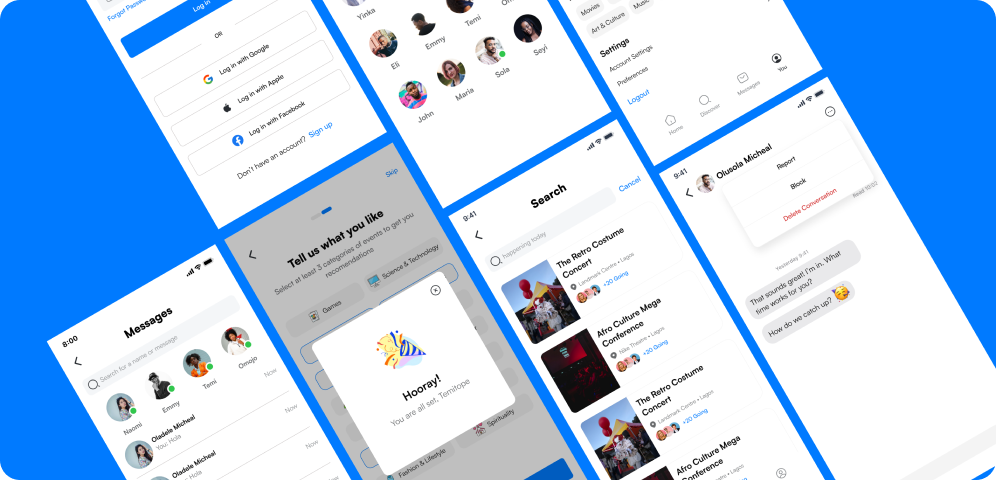 Forgot Password
Log in
OR
Log in with Google
Log in with Apple
Log in with Facebook
Don't have an account? Sign up
Yinka
Emmy
Temi
Eli
Maria
Sola
Seyi
John
Movies
Music
Art & Culture
Settings
Account Settings
Preferences
Logout
Home
Discover
Messages
You
8:00
Messages
Search for a name or message
Naomi
Emmy
Temi
Omojo
Oladele Micheal
You: Hola
Now
Oladele Micheal
You: Hola
Now
Now
Skip
Tell us what you like
Select at least 3 categories of events to get you
recomendations
Games
Science & Technology
Hooray!
You are all set, Temitope
Spirituality
Fashion & Lifestyle
9:41
Search
happening today
Cancel
The Retro Costume
Concert
Landmark Centre • Lagos
+20 Going
Afro Culture Mega
Conference
Nike Theatre • Lagos
+20 Going
The Retro Costume
Concert
Landmark Centre • Lagos
+20 Going
Afro Culture Mega
Conference
9:41
Olusola Micheal
Report
Block
Delete Conversation
Read 10:02
Yesterday 9:41
That sounds great! I'm in. What
time works for you?
How do we catch up? 🥳